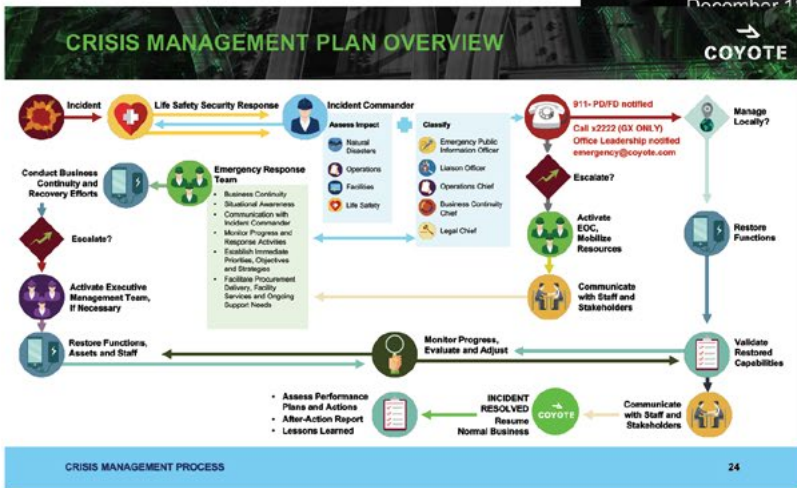 CRISIS MANAGEMENT PLAN OVERVIEW
COYOTE
Incident
Life Safety Security Response
Incident Commander
Assess Impact
Natural
Disasters
Operations
Facilities
Life Safety
Classify
Emergency Public
Information Officer
Liaison Officer
Operations Chief
Business Continuity
Chief
Legal Chief
911- PD/FD notified
Call x2222 (GX ONLY)
Office Leadership notified
emergency@coyote.com
Manage
Locally?
Conduct Business
Continuity and
Recovery Efforts
Emergency Response
Team
• Business Continuity
• Situational Awareness
• Communication with
Incident Commander
• Monitor Progress and
Response Activities
• Establish Immediate
Priorities, Objectives
and Strategies
• Facilitate Procurement
Delivery, Facility
Services and Ongoing
Support Needs
Escalate?
Escalate?
Activate
EOC,
Mobilize
Resources
Restore
Functions
Activate Executive
Management Team,
If Necessary
Communicate
with Staff and
Stakeholders
Restore Functions,
Assets and Staff
Monitor Progress,
Evaluate and Adjust
Validate
Restored
Capabilities
• Assess Performance
Plans and Actions
• After-Action Report
• Lessons Learned
INCIDENT
RESOLVED
Resume
Normal Business
COYOTE
Communicate
with Staff and
Stakeholders
CRISIS MANAGEMENT PROCESS
24